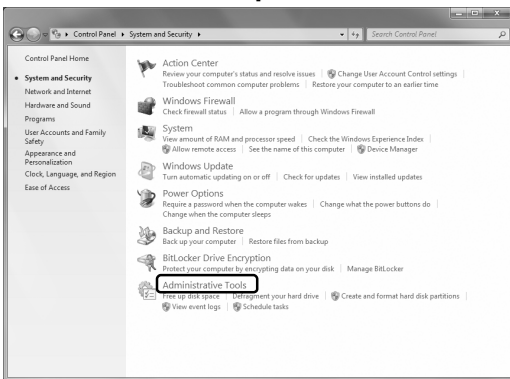 Control Panel ▸ System and Security ▸
Search Control Panel
Control Panel Home
System and Security
Network and Internet
Hardware and Sound
Programs
User Accounts and Family
Safety
Appearance and
Personalization
Clock, Language, and Region
Ease of Access
Action Center
Review your computer's status and resolve issues | Change User Account Control settings |
Troubleshoot common computer problems | Restore your computer to an earlier time
Windows Firewall
Check firewall status | Allow a program through Windows Firewall
System
View amount of RAM and processor speed | Check the Windows Experience Index |
Allow remote access | See the name of this computer | Device Manager
Windows Update
Turn automatic updating on or off | Check for updates | View installed updates
Power Options
Require a password when the computer wakes | Change what the power buttons do |
Change when the computer sleeps
Backup and Restore
Back up your computer | Restore files from backup
BitLocker Drive Encryption
Protect your computer by encrypting data on your disk | Manage BitLocker
Administrative Tools
Free up disk space | Defragment your hard drive | Create and format hard disk partitions |
View event logs | Schedule tasks